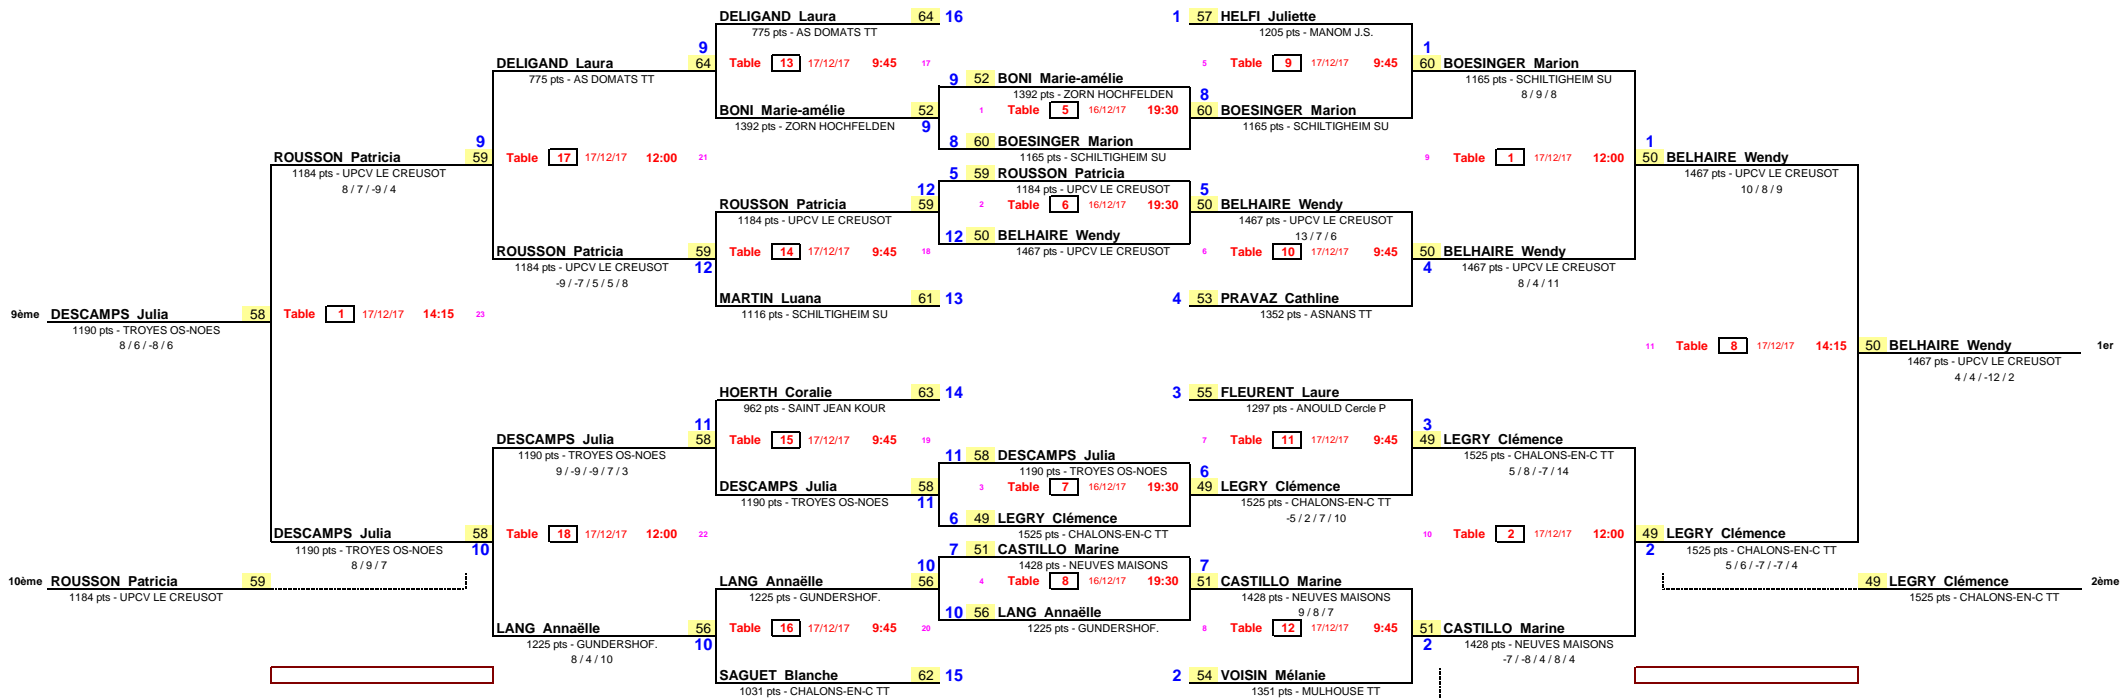 DELIGAND Laura 64 16
775 pts - AS DOMATS TT
1 57 HELFI Juliette
1205 pts - MANOM J.S.
9
DELIGAND Laura 64
775 pts - AS DOMATS TT
Table 13 17/12/17 9:45 17
5 Table 9 17/12/17 9:45
1
60 BOESINGER Marion
1165 pts - SCHILTIGHEIM SU
8 / 9 / 8
9 52 BONI Marie-amélie
1392 pts - ZORN HOCHFELDEN
BONI Marie-amélie 52
1392 pts - ZORN HOCHFELDEN
9
1 Table 5 16/12/17 19:30
8
60 BOESINGER Marion
1165 pts - SCHILTIGHEIM SU
8 60 BOESINGER Marion
1165 pts - SCHILTIGHEIM SU
9
ROUSSON Patricia 59
1184 pts - UPCV LE CREUSOT
8 / 7 / -9 / 4
Table 17 17/12/17 12:00 21
9 Table 1 17/12/17 12:00
1
50 BELHAIRE Wendy
1467 pts - UPCV LE CREUSOT
10 / 8 / 9
5 59 ROUSSON Patricia
1184 pts - UPCV LE CREUSOT
12
ROUSSON Patricia 59
1184 pts - UPCV LE CREUSOT
2 Table 6 16/12/17 19:30
5
50 BELHAIRE Wendy
1467 pts - UPCV LE CREUSOT
13 / 7 / 6
12 50 BELHAIRE Wendy
1467 pts - UPCV LE CREUSOT
ROUSSON Patricia 59
1184 pts - UPCV LE CREUSOT
12
-9 / -7 / 5 / 5 / 8
Table 14 17/12/17 9:45 18
6 Table 10 17/12/17 9:45
50 BELHAIRE Wendy
4
1467 pts - UPCV LE CREUSOT
8 / 4 / 11
MARTIN Luana 61 13
1116 pts - SCHILTIGHEIM SU
4 53 PRAVAZ Cathline
1352 pts - ASNANS TT
9ème DESCAMPS Julia 58
1190 pts - TROYES OS-NOES
8 / 6 / -8 / 6
Table 1 17/12/17 14:15 23
11 Table 8 17/12/17 14:15
50 BELHAIRE Wendy 1er
1467 pts - UPCV LE CREUSOT
4 / 4 / -12 / 2
HOERTH Coralie 63 14
962 pts - SAINT JEAN KOUR
3 55 FLEURENT Laure
1297 pts - ANOULD Cercle P
11
DESCAMPS Julia 58
1190 pts - TROYES OS-NOES
9 / -9 / -9 / 7 / 3
Table 15 17/12/17 9:45 19
7 Table 11 17/12/17 9:45
3
49 LEGRY Clémence
1525 pts - CHALONS-EN-C TT
5 / 8 / -7 / 14
11 58 DESCAMPS Julia
1190 pts - TROYES OS-NOES
DESCAMPS Julia 58
1190 pts - TROYES OS-NOES
11
3 Table 7 16/12/17 19:30
6
49 LEGRY Clémence
1525 pts - CHALONS-EN-C TT
-5 / 2 / 7 / 10
6 49 LEGRY Clémence
1525 pts - CHALONS-EN-C TT
DESCAMPS Julia 58
1190 pts - TROYES OS-NOES
10
8 / 9 / 7
Table 18 17/12/17 12:00 22
10 Table 2 17/12/17 12:00
49 LEGRY Clémence
2
1525 pts - CHALONS-EN-C TT
5 / 6 / -7 / -7 / 4
7 51 CASTILLO Marine
1428 pts - NEUVES MAISONS
10
LANG Annaëlle 56
1225 pts - GUNDERSHOF.
4 Table 8 16/12/17 19:30
7
51 CASTILLO Marine
1428 pts - NEUVES MAISONS
9 / 8 / 7
10ème ROUSSON Patricia 59
1184 pts - UPCV LE CREUSOT
49 LEGRY Clémence 2ème
1525 pts - CHALONS-EN-C TT
10 56 LANG Annaëlle
1225 pts - GUNDERSHOF.
LANG Annaëlle 56
1225 pts - GUNDERSHOF.
10
8 / 4 / 10
Table 16 17/12/17 9:45 20
8 Table 12 17/12/17 9:45
51 CASTILLO Marine
2
1428 pts - NEUVES MAISONS
-7 / -8 / 4 / 8 / 4
SAGUET Blanche 62 15
1031 pts - CHALONS-EN-C TT
2 54 VOISIN Mélanie
1351 pts - MULHOUSE TT